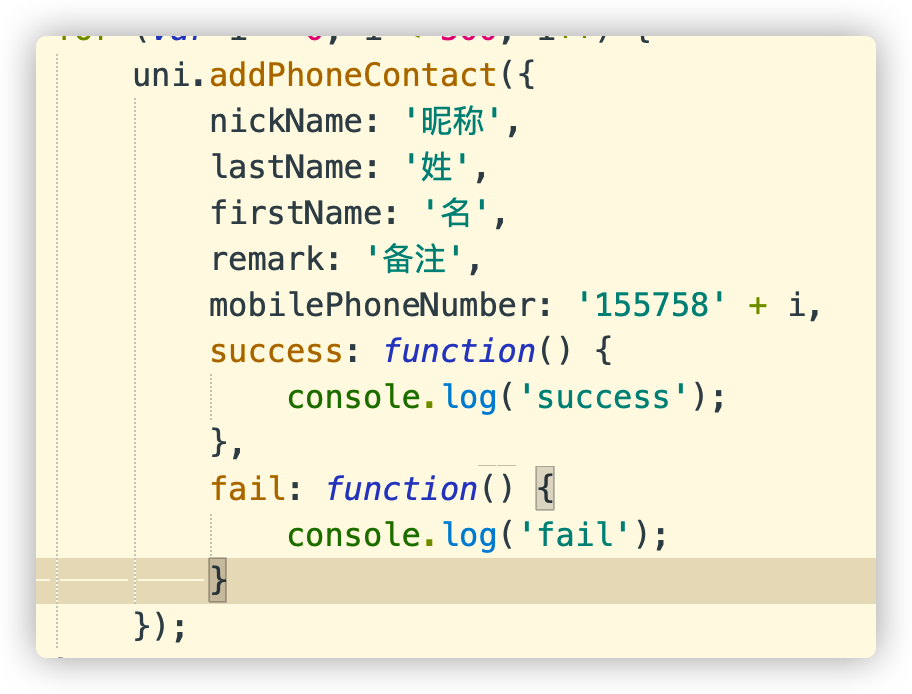 uni.addPhoneContact({
nickName: '昵称',
lastName: '姓',
firstName: '名',
remark: '备注',
mobilePhoneNumber: '155758' + i,
success: function() {
console.log('success');
},
fail: function() {
console.log('fail');
}
});